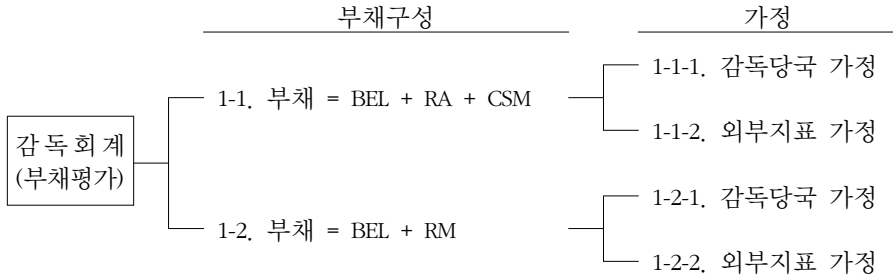 부채구성
가정
감독회계
(부채평가)
1-1. 부채 = BEL + RA + CSM
1-1-1. 감독당국 가정
1-1-2. 외부지표 가정
1-2. 부채 = BEL + RM
1-2-1. 감독당국 가정
1-2-2. 외부지표 가정